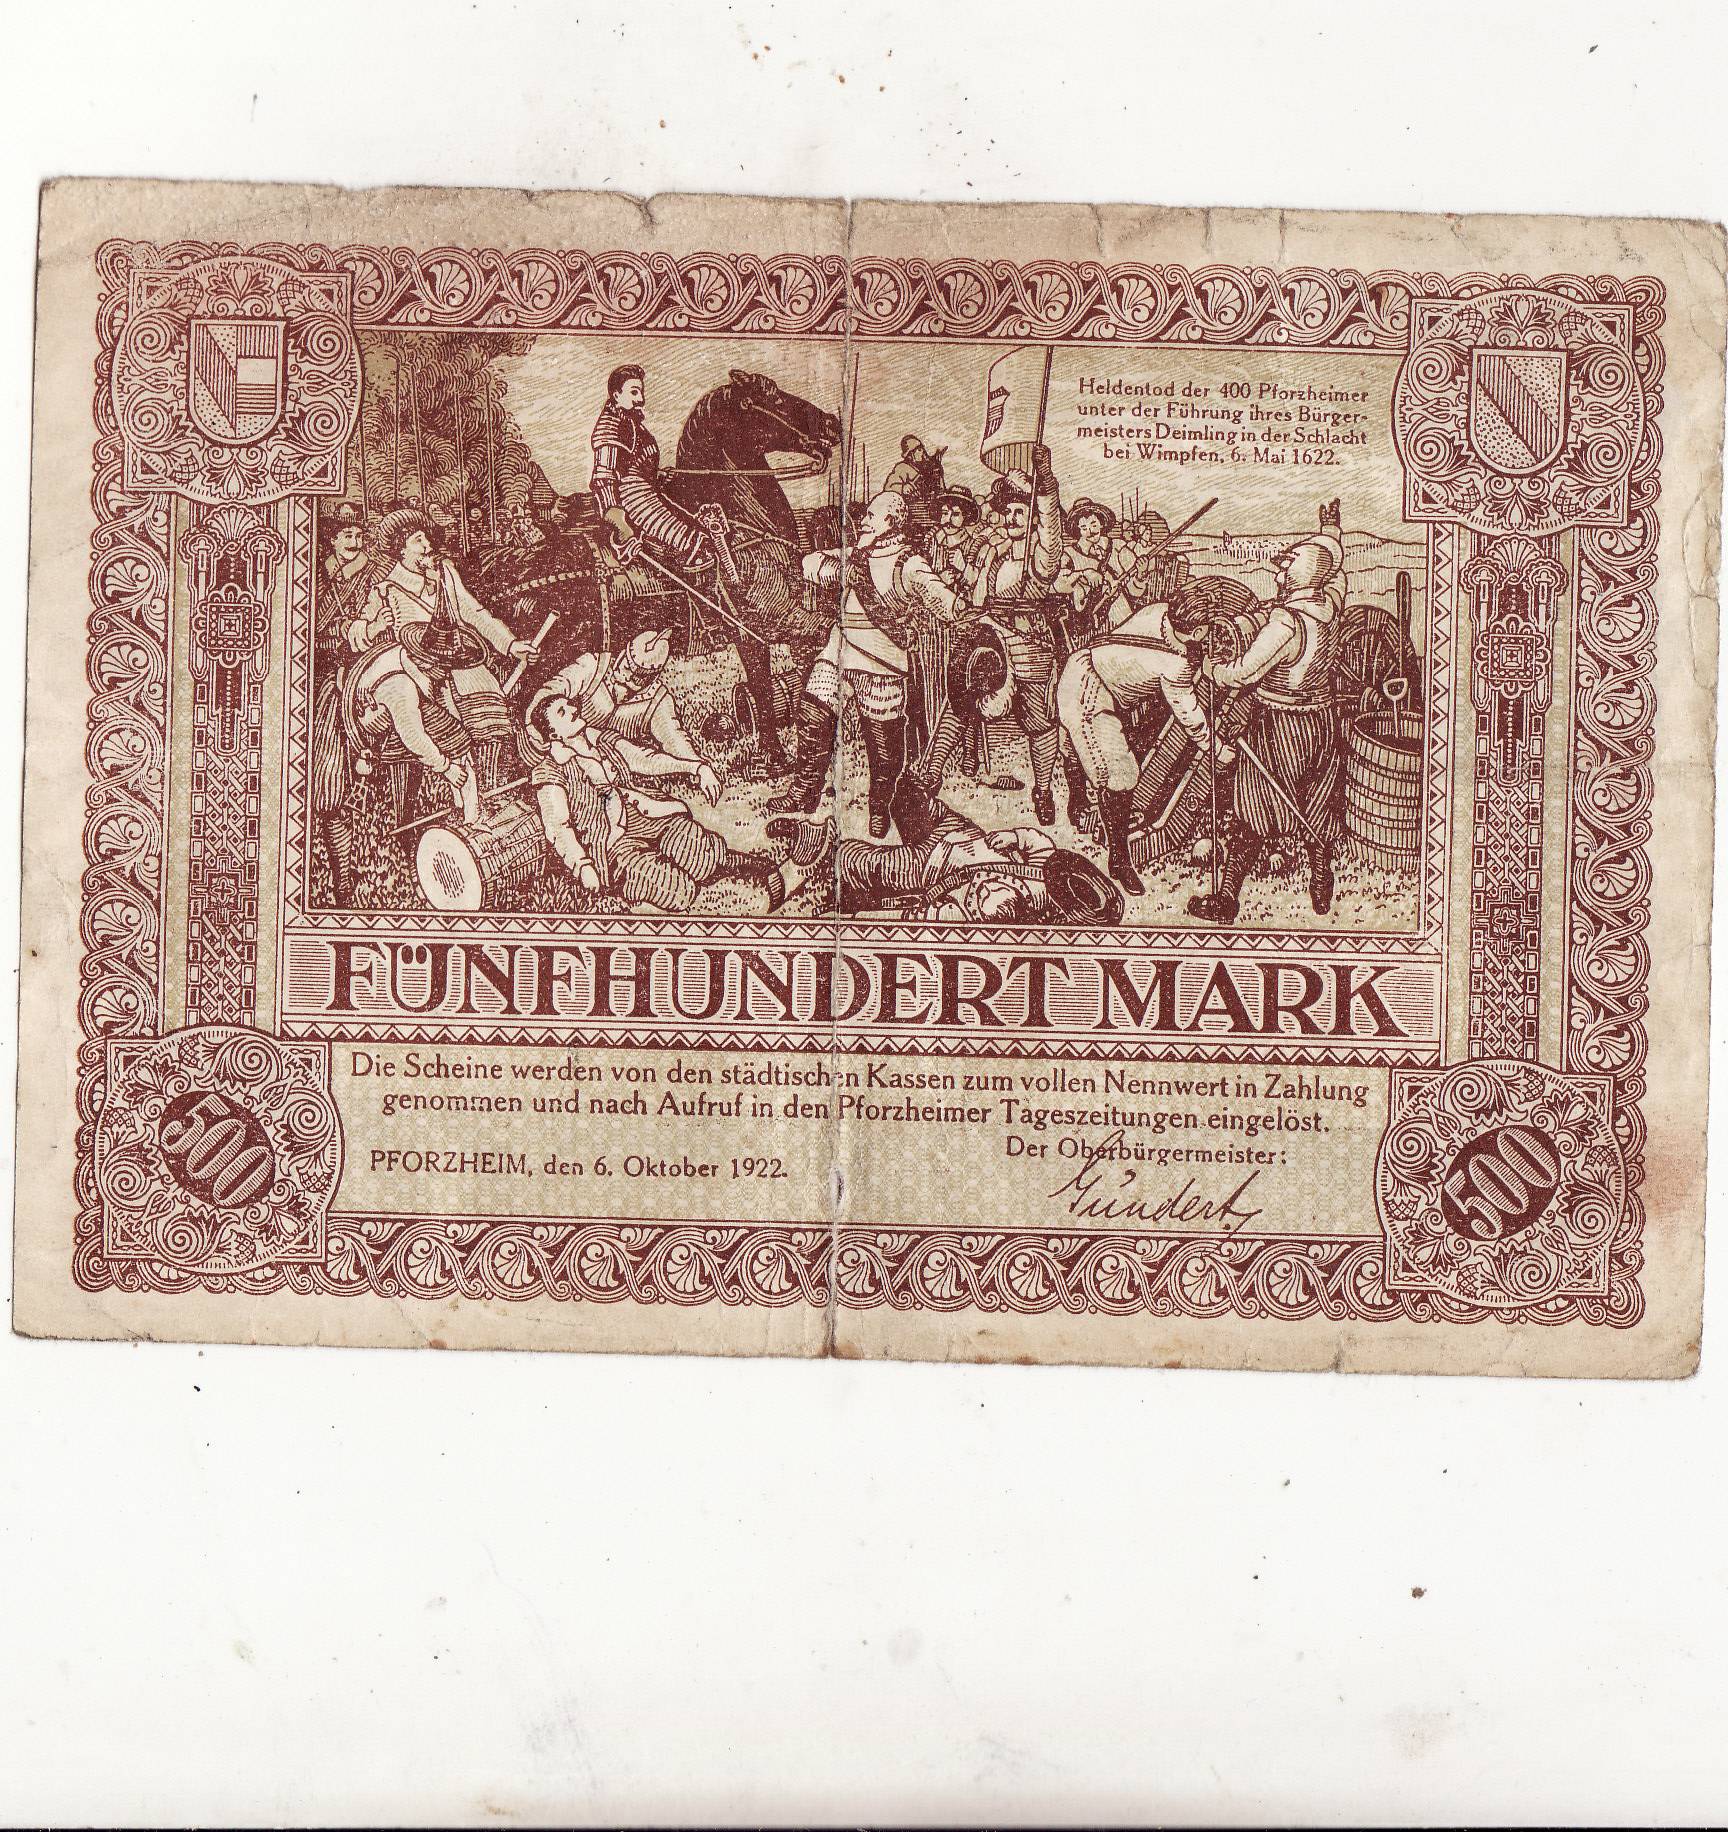 Heldentod der 400 Pforzheimer
unter der Führung ihres Bürger-
meisters Deimling in der Schlacht
bei Wimpfen, 6. Mai 1622.
FÜNFHUNDERT MARK
Die Scheine werden von den städtischen Kassen zum vollen Nennwert in Zahlung
genommen und nach Aufruf in den Pforzheimer Tageszeitungen eingelöst.
Der Oberbürgermeister:
PFORZHEIM, den 6. Oktober 1922.
Gündert
500
500